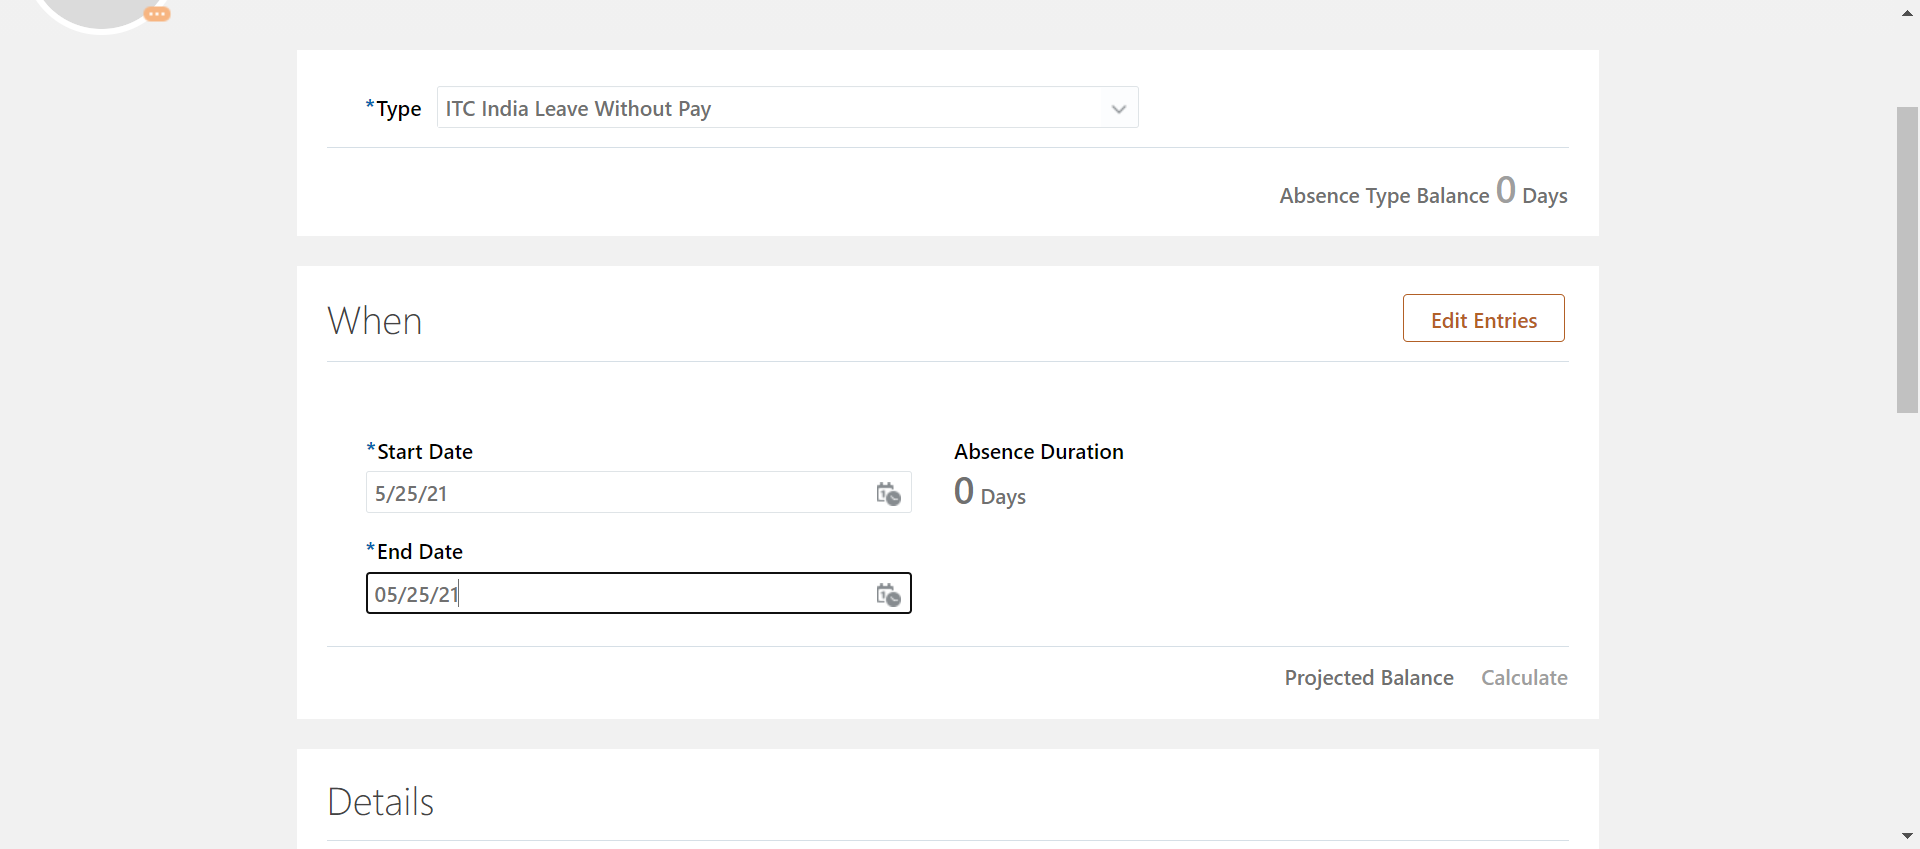 *Type ITC India Leave Without Pay
Absence Type Balance 0 Days
When Edit Entries
*Start Date Absence Duration
5/25/21 0 Days
*End Date
05/25/21
Projected Balance Calculate
Details